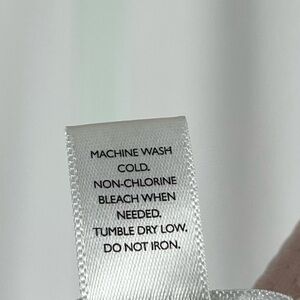 MACHINE WASH
COLD.
NON-CHLORINE
BLEACH WHEN
NEEDED.
TUMBLE DRY LOW.
DO NOT IRON.